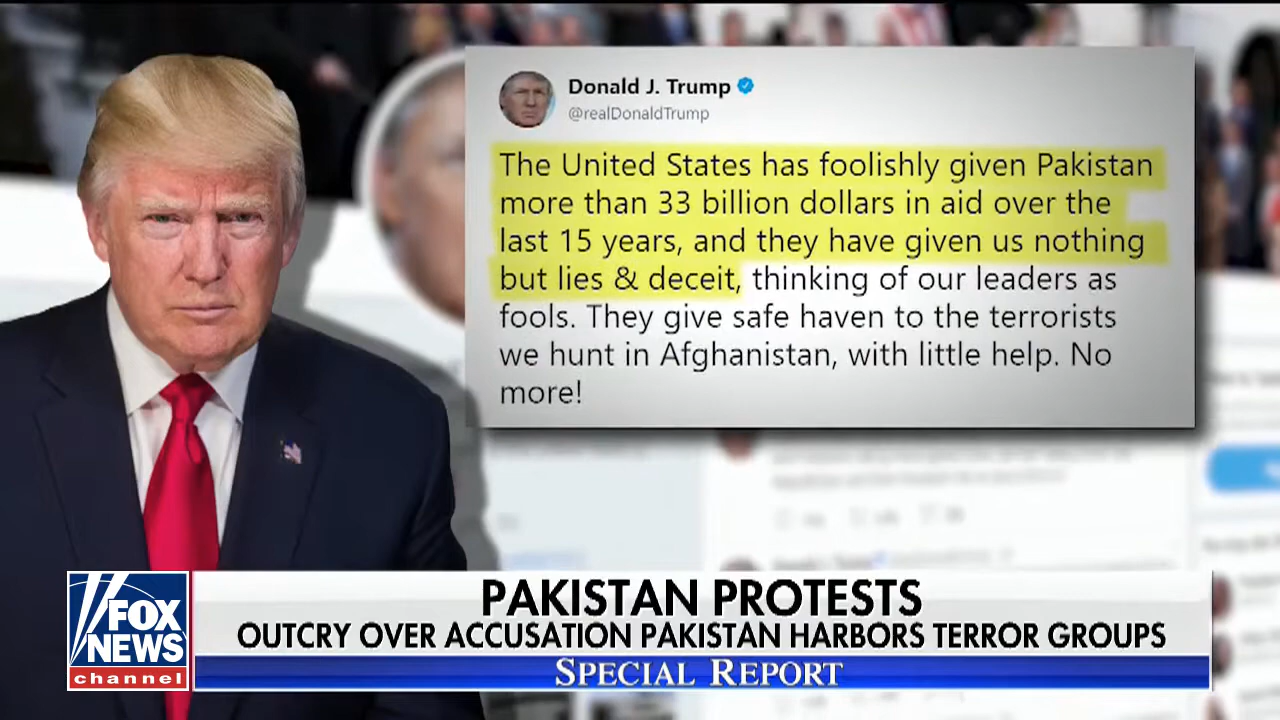 Donald J. Trump
@realDonaldTrump
The United States has foolishly given Pakistan
more than 33 billion dollars in aid over the
last 15 years, and they have given us nothing
but lies & deceit, thinking of our leaders as
fools. They give safe haven to the terrorists
we hunt in Afghanistan, with little help. No
more!
PAKISTAN PROTESTS
OUTCRY OVER ACCUSATION PAKISTAN HARBORS TERROR GROUPS
SPECIAL REPORT
FOX
NEWS
channel